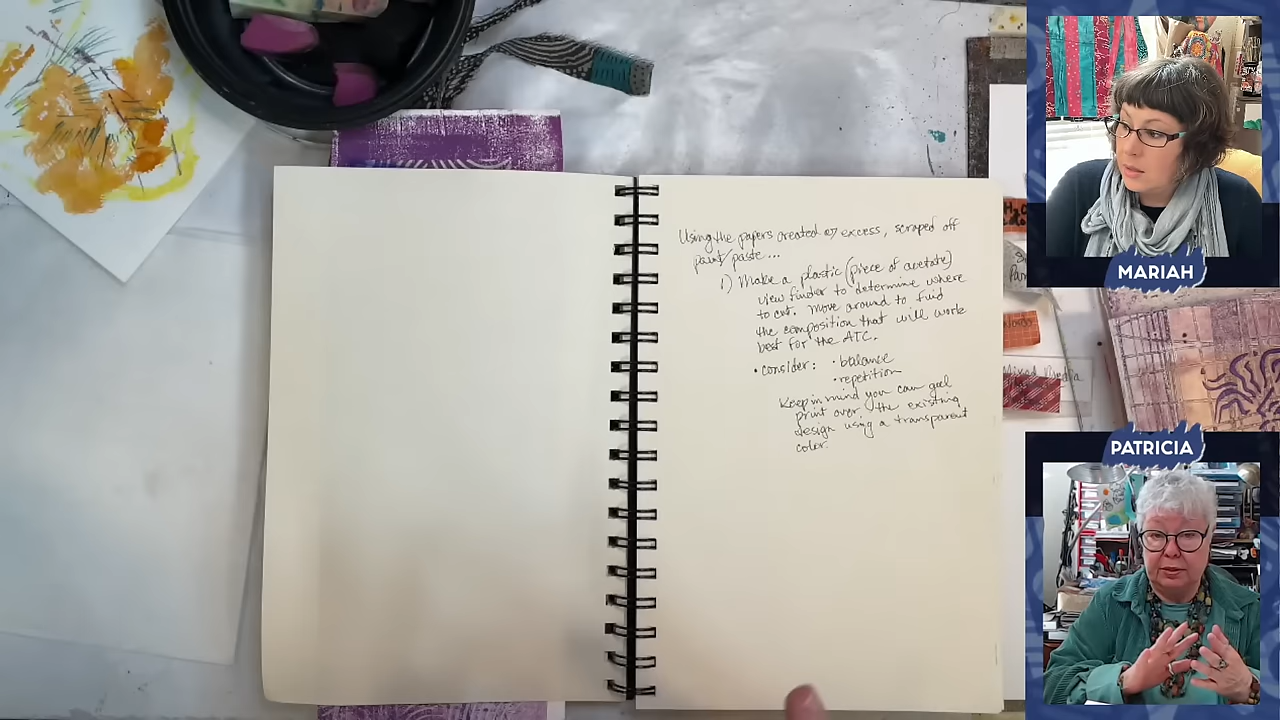 Using the papers created w/ excess, scraped off
paint/paste...
1) Make a plastic (piece of acetate)
view finder to determine where
to cut. Move around to find
the composition that will work
best for the ATC.
• consider: • balance
• repetition
Keep in mind you can gel
print over the existing
design using a transparent
color.
Mixed Media
MARIAH
PATRICIA